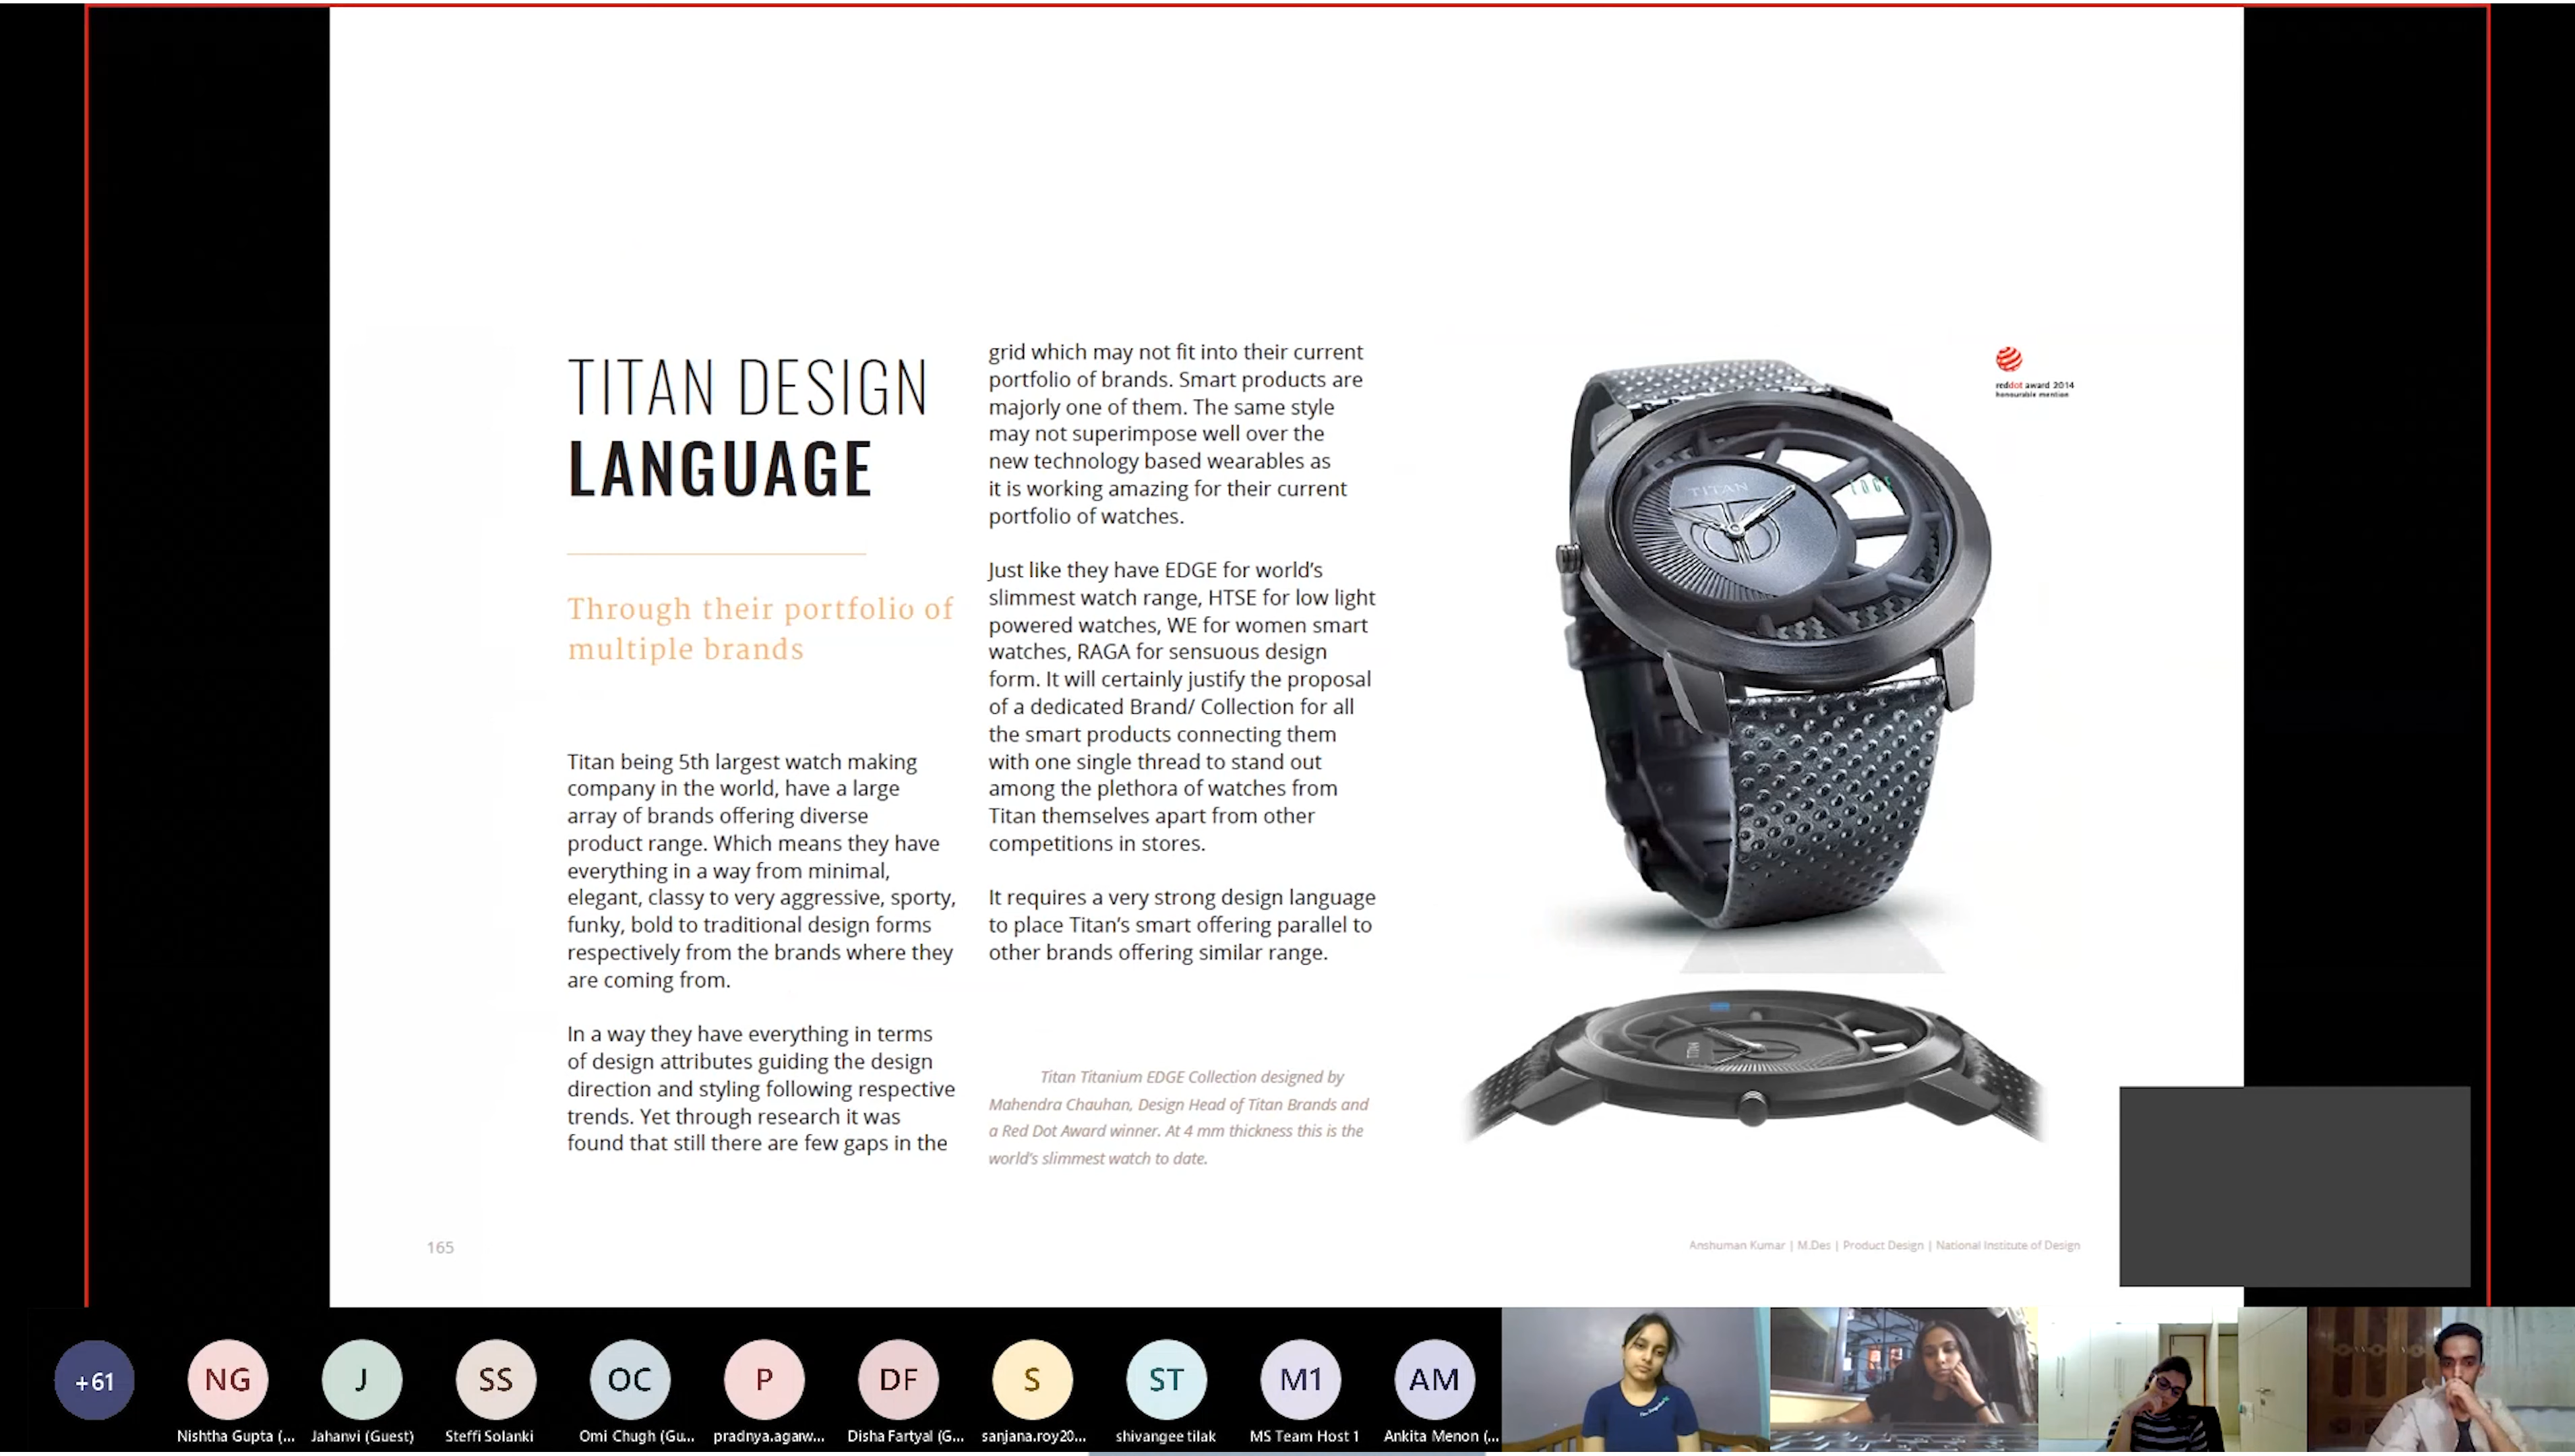 TITAN DESIGN
LANGUAGE
Through their portfolio of
multiple brands
Titan being 5th largest watch making
company in the world, have a large
array of brands offering diverse
product range. Which means they have
everything in a way from minimal,
elegant, classy to very aggressive, sporty,
funky, bold to traditional design forms
respectively from the brands where they
are coming from.
In a way they have everything in terms
of design attributes guiding the design
direction and styling following respective
trends. Yet through research it was
found that still there are few gaps in the
grid which may not fit into their current
portfolio of brands. Smart products are
majorly one of them. The same style
may not superimpose well over the
new technology based wearables as
it is working amazing for their current
portfolio of watches.
Just like they have EDGE for world's
slimmest watch range, HTSE for low light
powered watches, WE for women smart
watches, RAGA for sensuous design
form. It will certainly justify the proposal
of a dedicated Brand/ Collection for all
the smart products connecting them
with one single thread to stand out
among the plethora of watches from
Titan themselves apart from other
competitions in stores.
It requires a very strong design language
to place Titan's smart offering parallel to
other brands offering similar range.
Titan Titanium EDGE Collection designed by
Mahendra Chauhan, Design Head of Titan Brands and
a Red Dot Award winner. At 4 mm thickness this is the
world's slimmest watch to date.
reddot award 2014
honourable mention
TITAN
EDGE
TITAN
165
Anshuman Kumar | M.Des | Product Design | National Institute of Design
+61
NG
J
SS
OC
P
DF
S
ST
M1
AM
Nishtha Gupta (...
Jahanvi (Guest)
Steffi Solanki
Omi Chugh (Gu...
pradnya.agarw...
Disha Fartyal (G...
sanjana.roy20...
shivangee tilak
MS Team Host 1
Ankita Menon (...